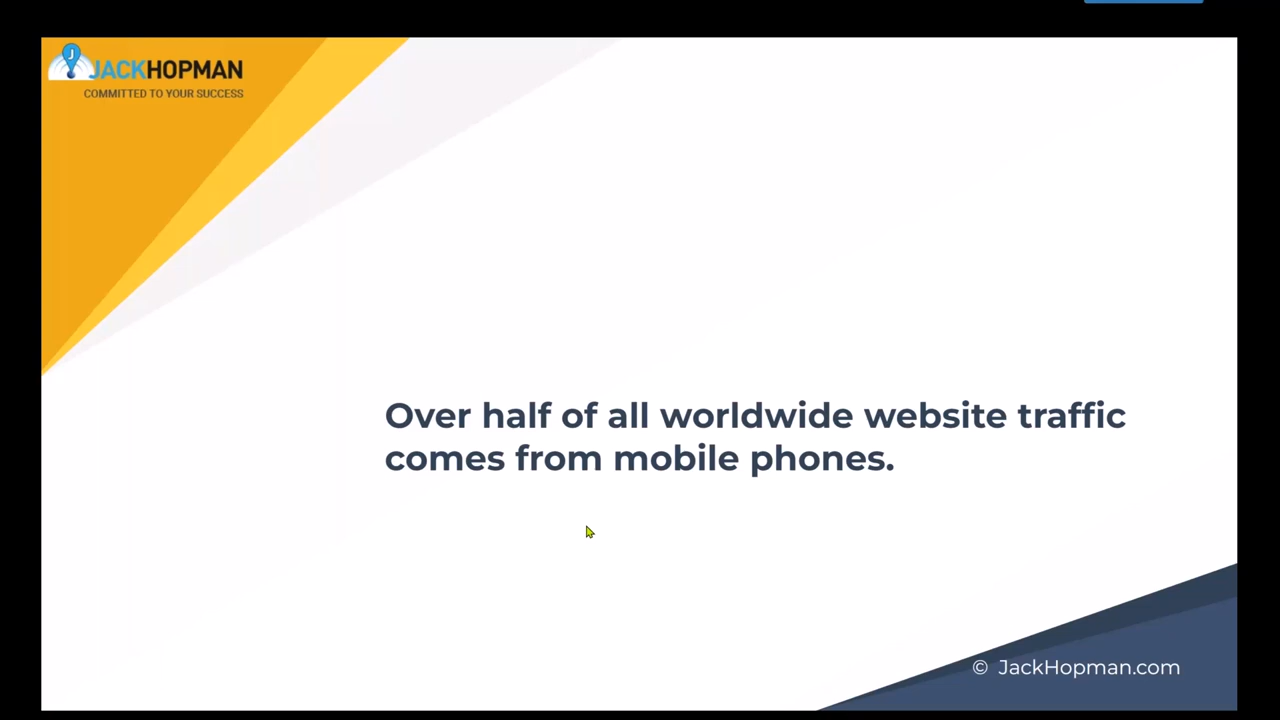 J
JACKHOPMAN
COMMITTED TO YOUR SUCCESS
Over half of all worldwide website traffic
comes from mobile phones.
© JackHopman.com